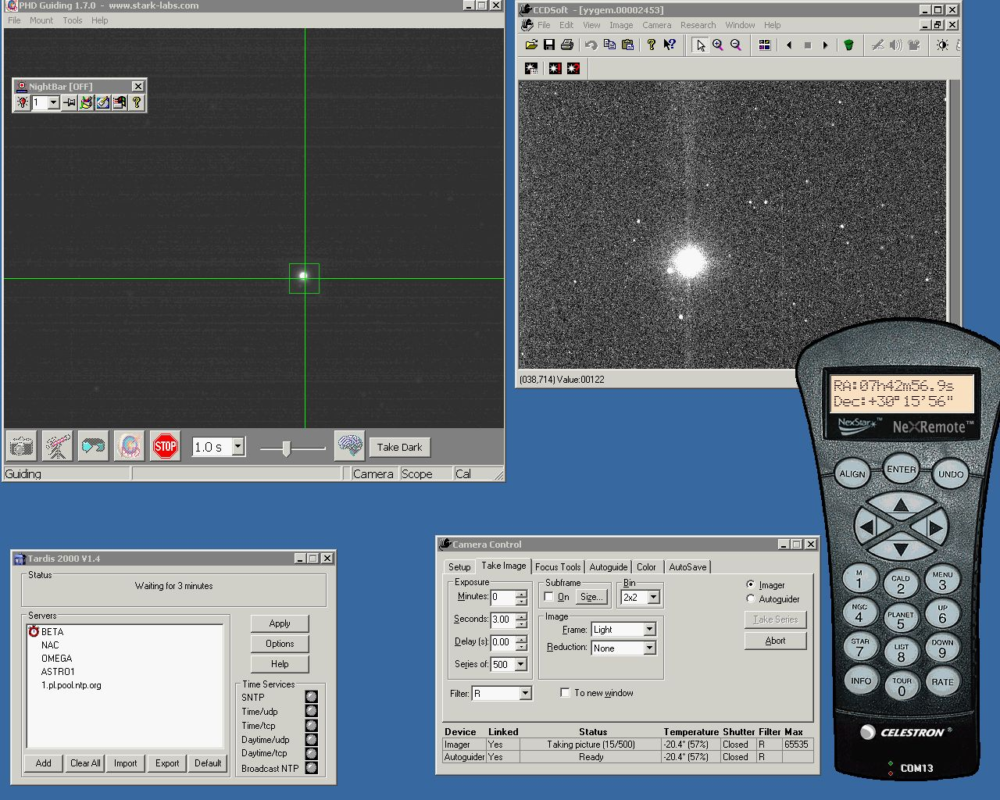 PHD Guiding 1.7.0 - www.stark-labs.com
File Mount Tools Help
NightBar [OFF]
1
1.0 s
Take Dark
STOP
Guiding
Camera
Scope
Cal
CCDSoft - [yygem.00002453]
File Edit View Image Camera Research Window Help
(038,714) Value:00122
RA:07h42m56.9s
Dec:+30°15'56"
NexStar™
NeXRemote™
ALIGN
ENTER
UNDO
M
1
CALD
2
MENU
3
NGC
4
PLANET
5
UP
6
STAR
7
LIST
8
DOWN
9
INFO
TOUR
0
RATE
CELESTRON ®
COM13
Tardis 2000 V1.4
Status
Waiting for 3 minutes
Servers
BETA
NAC
OMEGA
ASTRO1
1.pl.pool.ntp.org
Apply
Options
Help
Time Services
SNTP
Time/udp
Time/tcp
Daytime/udp
Daytime/tcp
Broadcast NTP
Add
Clear All
Import
Export
Default
Camera Control
Setup Take Image Focus Tools Autoguide Color AutoSave
Exposure
Minutes: 0
Seconds: 3.00
Delay (s): 0.00
Series of: 500
Filter: R
Subframe
On Size...
Bin
2x2
Image
Frame: Light
Reduction: None
To new window
Imager
Autoguider
Take Series
Abort
Device Linked Status Temperature Shutter Filter Max
Imager Yes Taking picture (15/500) -20.4° (57%) Closed R 65535
Autoguider Yes Ready -20.4° (57%) Closed R